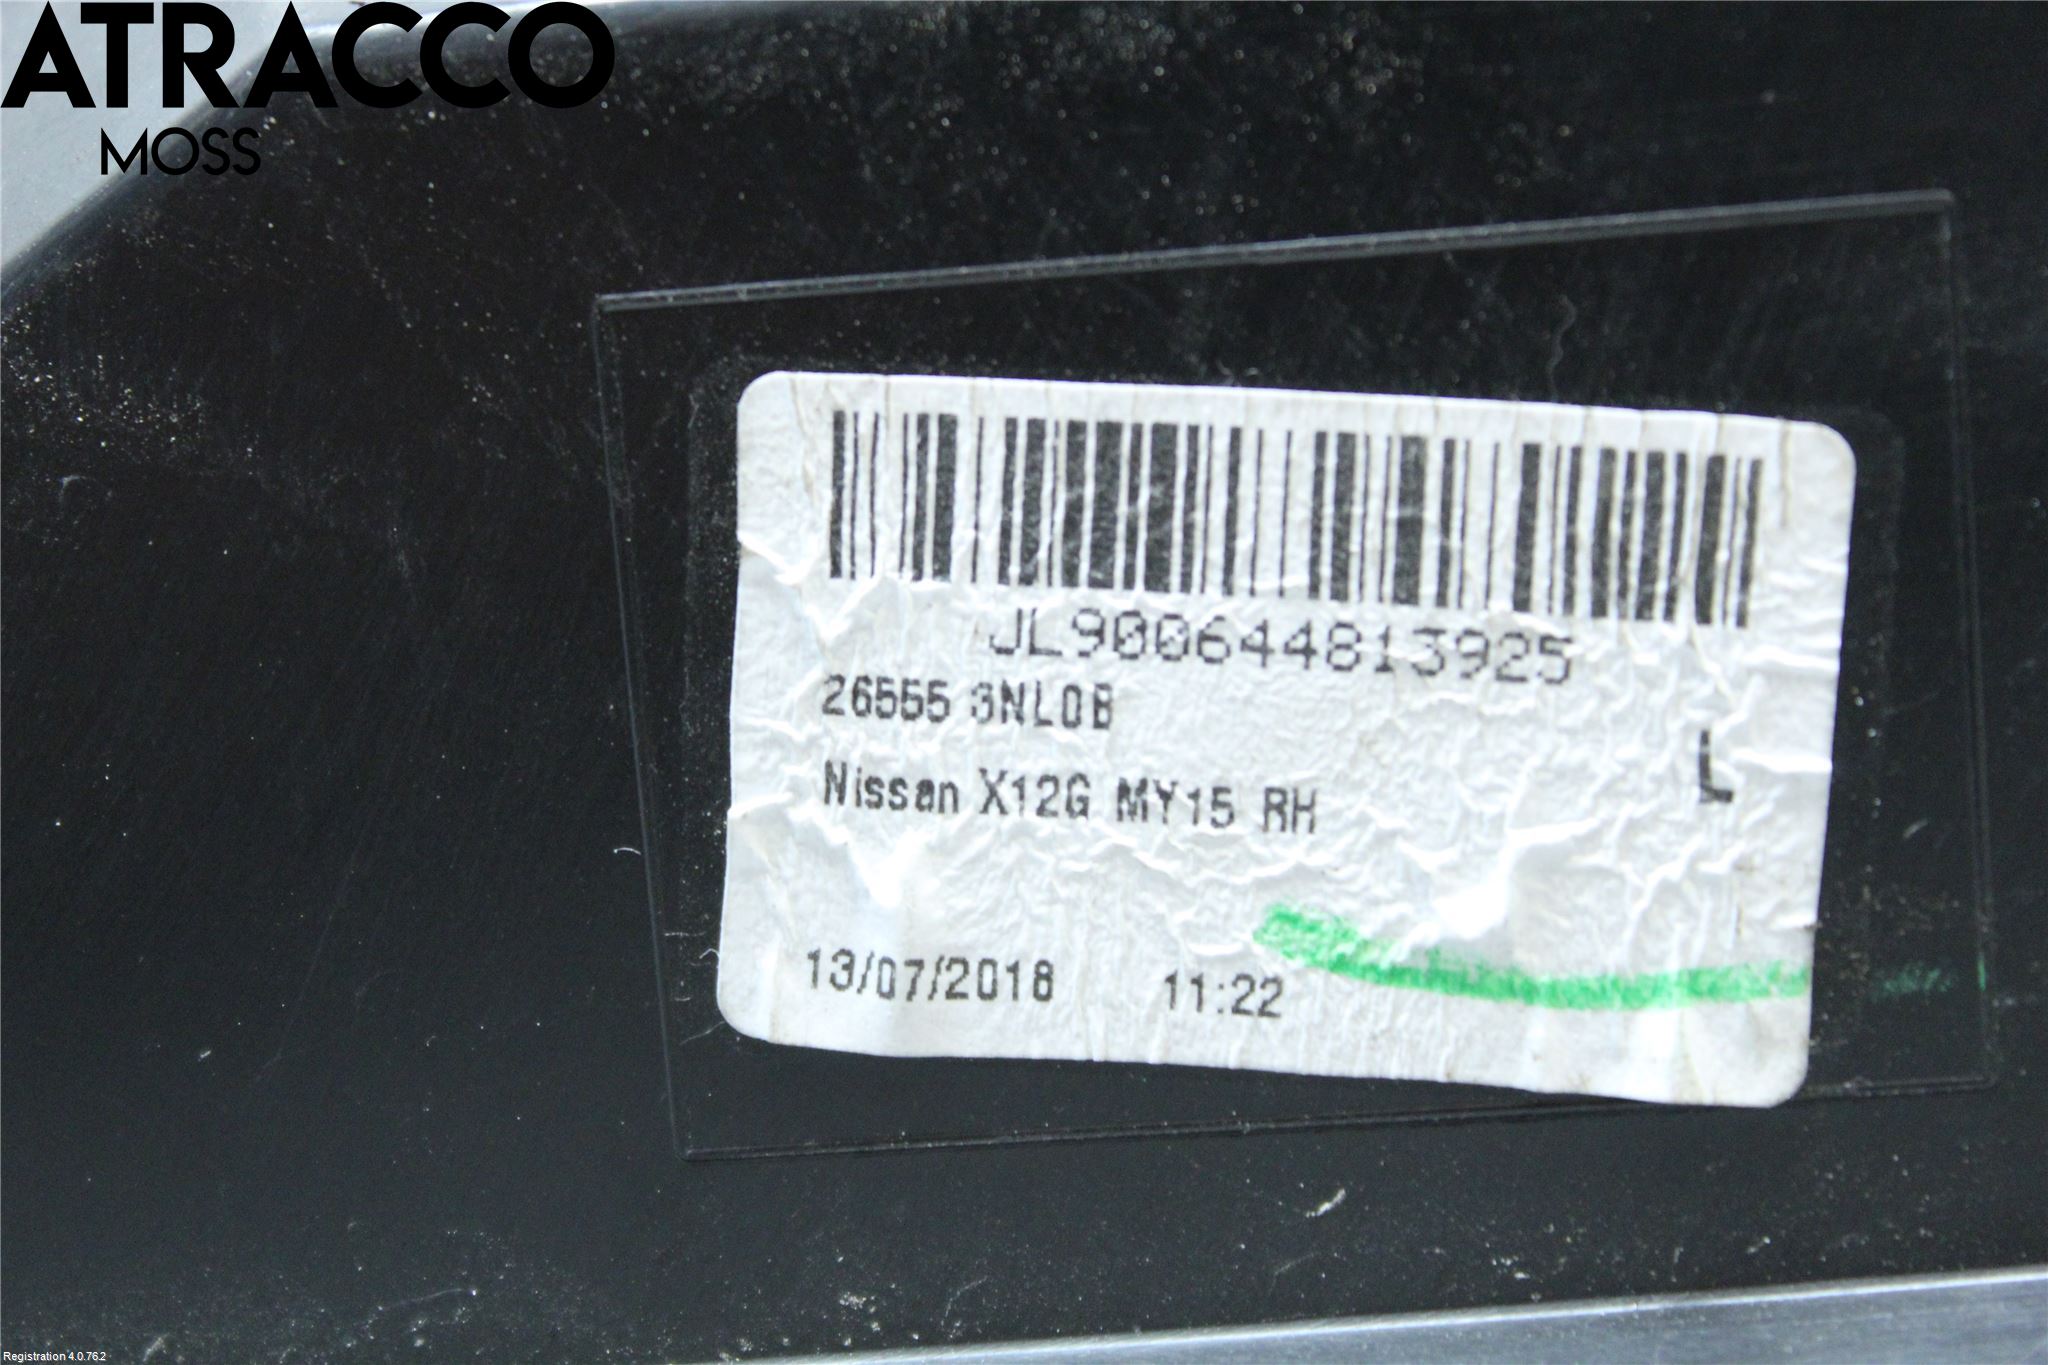 ATRACCO
MOSS
JL900644813925
26555 3NL0B
Nissan X12G MY15 RH
L
13/07/2018 11:22
Registration 4.0.76.2